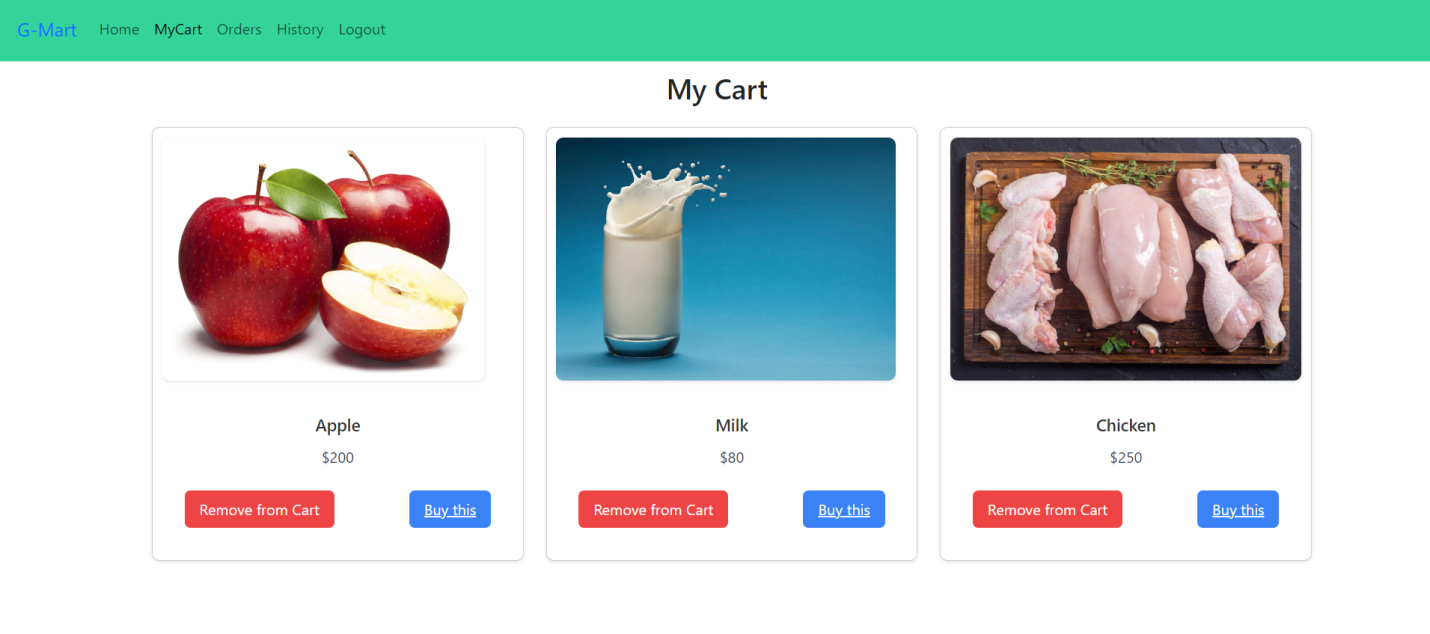 G-Mart Home MyCart Orders History Logout
My Cart
Apple
$200
Remove from Cart Buy this
Milk
$80
Remove from Cart Buy this
Chicken
$250
Remove from Cart Buy this